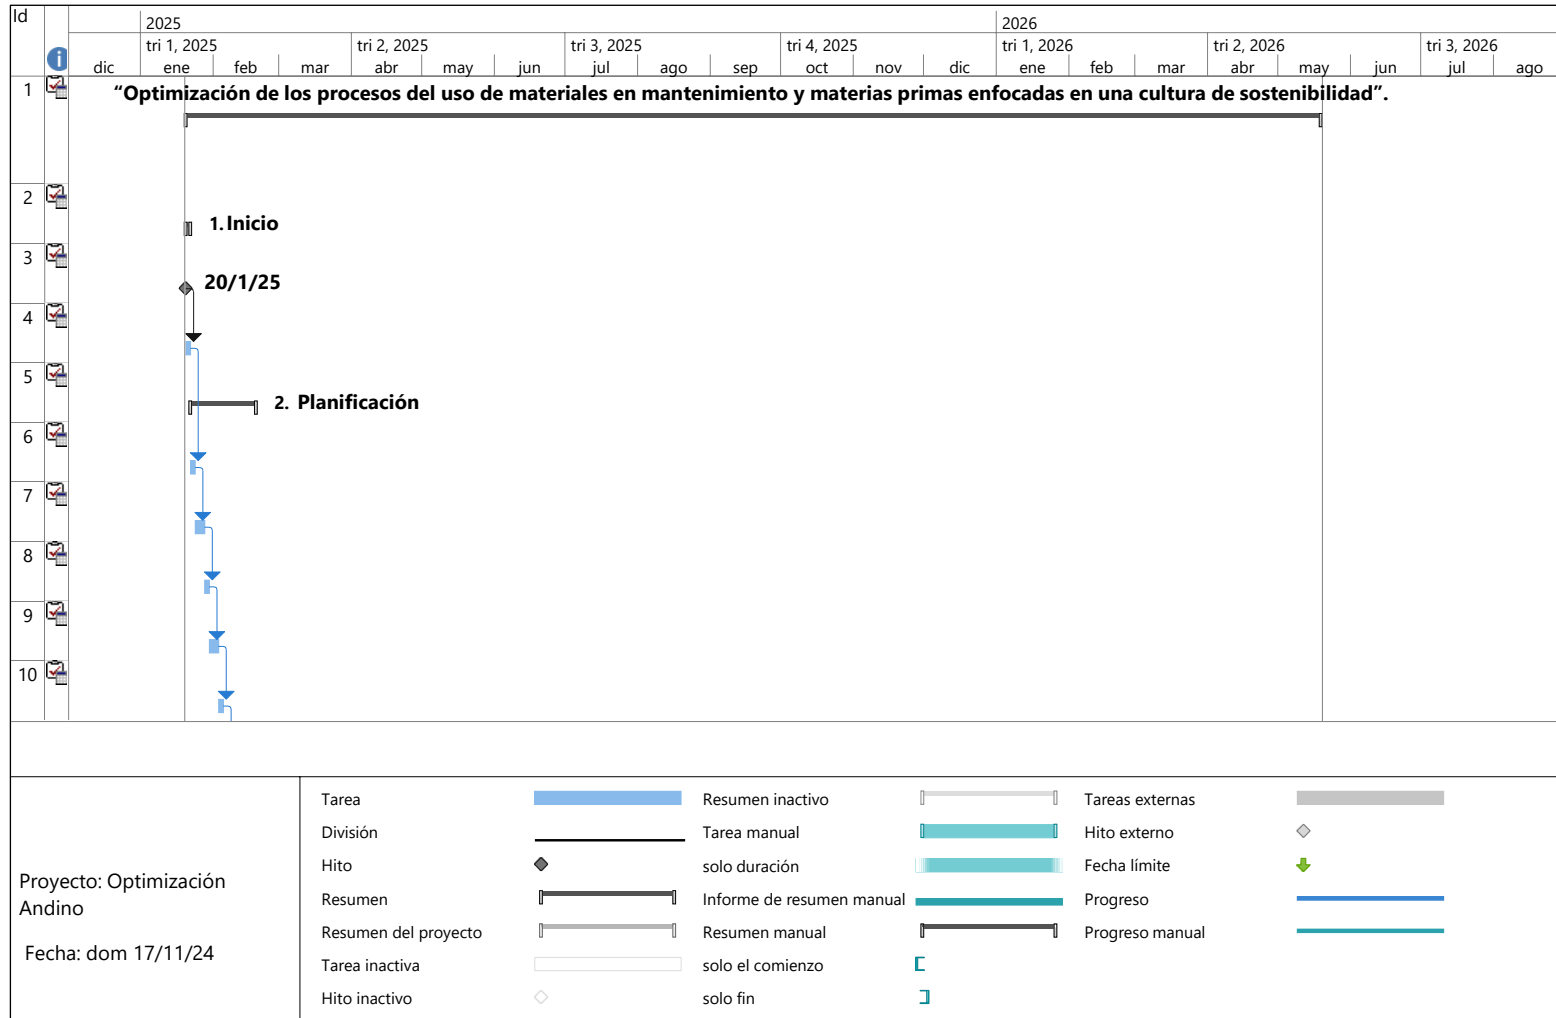 Id
2025
2026
tri 1, 2025
tri 2, 2025
tri 3, 2025
tri 4, 2025
tri 1, 2026
tri 2, 2026
tri 3, 2026
dic ene feb mar abr may jun jul ago sep oct nov dic ene feb mar abr may jun jul ago
1
“Optimización de los procesos del uso de materiales en mantenimiento y materias primas enfocadas en una cultura de sostenibilidad”.
2
1. Inicio
3
20/1/25
4
5
2. Planificación
6
7
8
9
10
Proyecto: Optimización
Andino
Fecha: dom 17/11/24
Tarea
División
Hito
Resumen
Resumen del proyecto
Tarea inactiva
Hito inactivo
Resumen inactivo
Tarea manual
solo duración
Informe de resumen manual
Resumen manual
solo el comienzo
solo fin
Tareas externas
Hito externo
Fecha límite
Progreso
Progreso manual